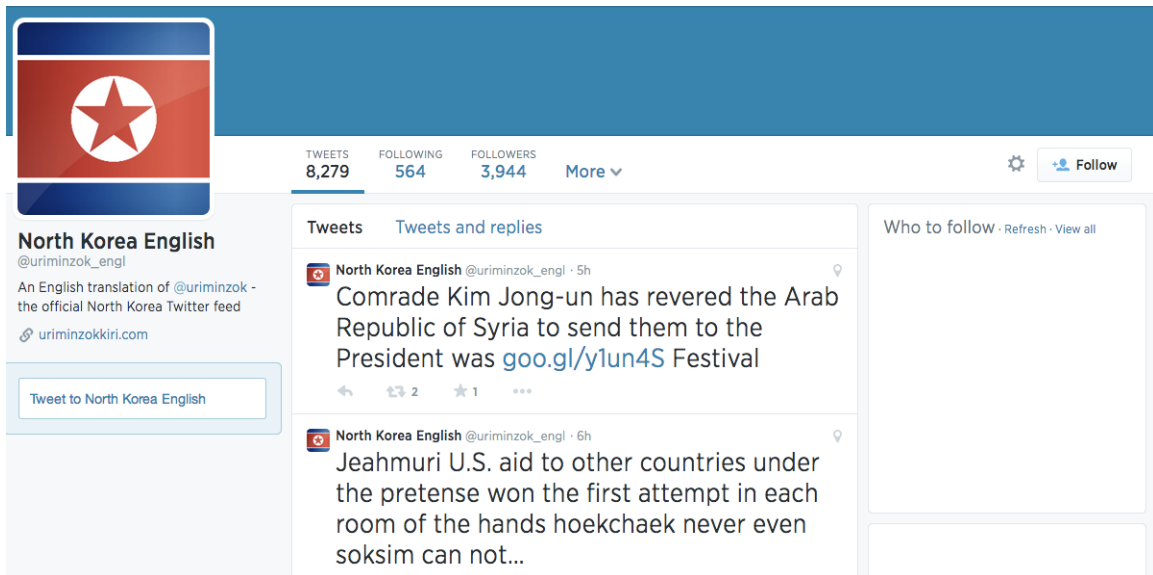 TWEETS FOLLOWING FOLLOWERS
8,279 564 3,944 More
Follow
North Korea English
@uriminzok_engl
An English translation of @uriminzok -
the official North Korea Twitter feed
uriminzokkiri.com
Tweet to North Korea English
Tweets Tweets and replies
North Korea English @uriminzok_engl · 5h
Comrade Kim Jong-un has revered the Arab
Republic of Syria to send them to the
President was goo.gl/y1un4S Festival
2 1
North Korea English @uriminzok_engl · 6h
Jeahmuri U.S. aid to other countries under
the pretense won the first attempt in each
room of the hands hoekchaek never even
soksim can not...
Who to follow · Refresh · View all